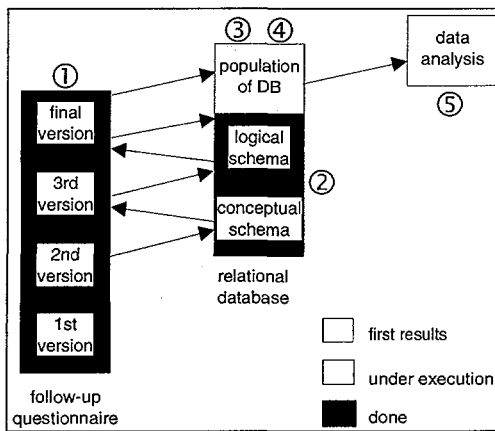 ①
final
version
3rd
version
2nd
version
1st
version
follow-up
questionnaire
③ ④
population
of DB
logical
schema
②
conceptual
schema
relational
database
data
analysis
⑤
first results
under execution
done